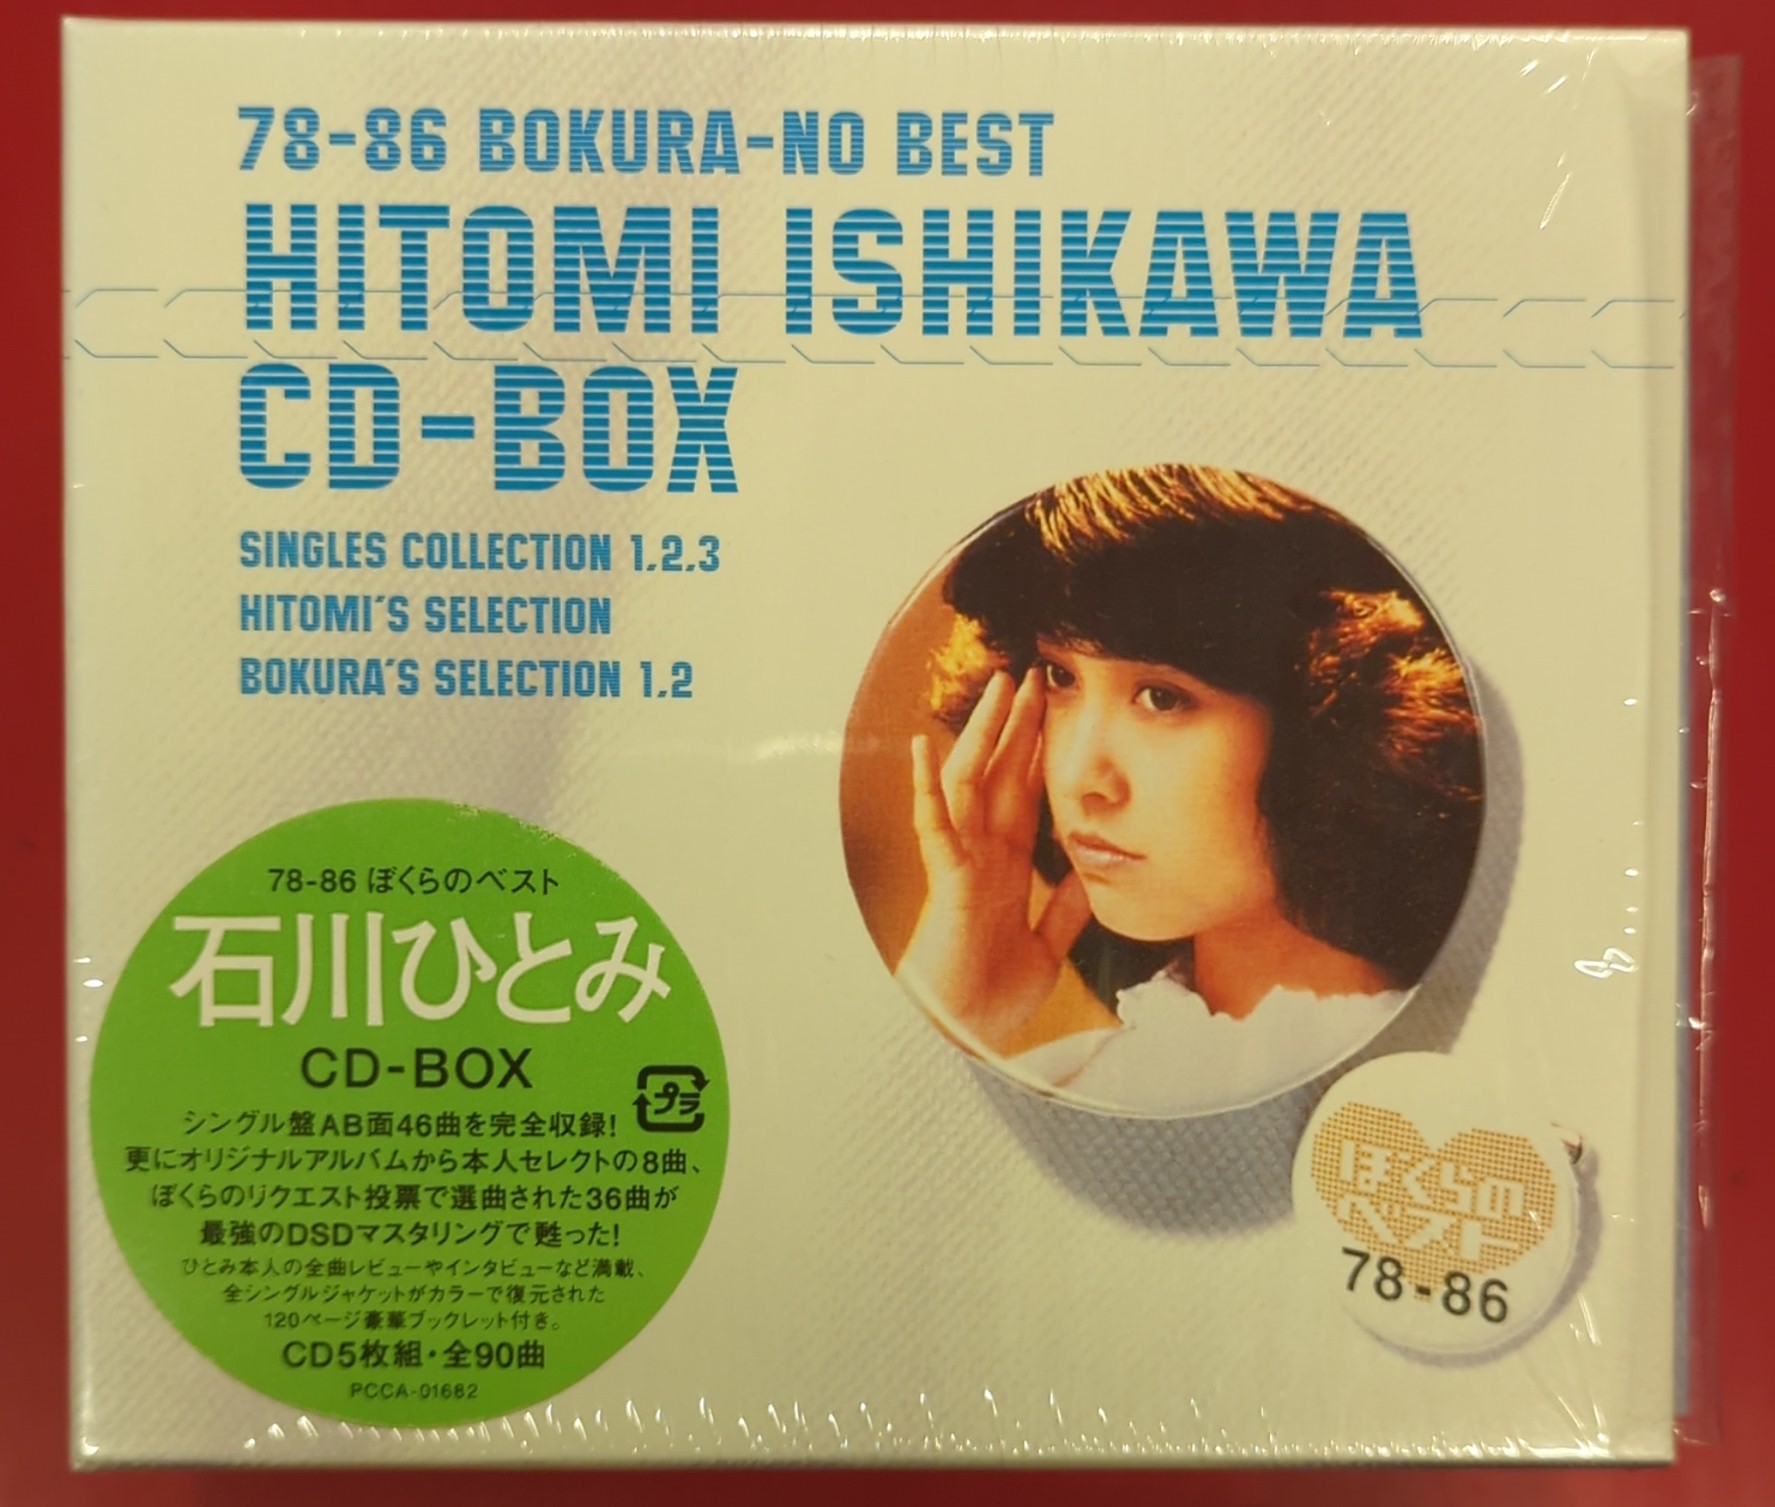 78-86 BOKURA-NO BEST
HITOMI ISHIKAWA
CD-BOX
SINGLES COLLECTION 1,2,3
HITOMI'S SELECTION
BOKURA'S SELECTION 1,2
78-86 ぼくらのベスト
石川ひとみ
CD-BOX
プラ
シングル盤AB面46曲を完全収録!
更にオリジナルアルバムから本人セレクトの8曲、
ぼくらのリクエスト投票で選曲された36曲が
最強のDSDマスタリングで甦った!
ひとみ本人の全曲レビューやインタビューなど満載、
全シングルジャケットがカラーで復元された
120ページ豪華ブックレット付き。
CD5枚組・全90曲
PCCA-01682
ぼくらの
ベスト
78-86